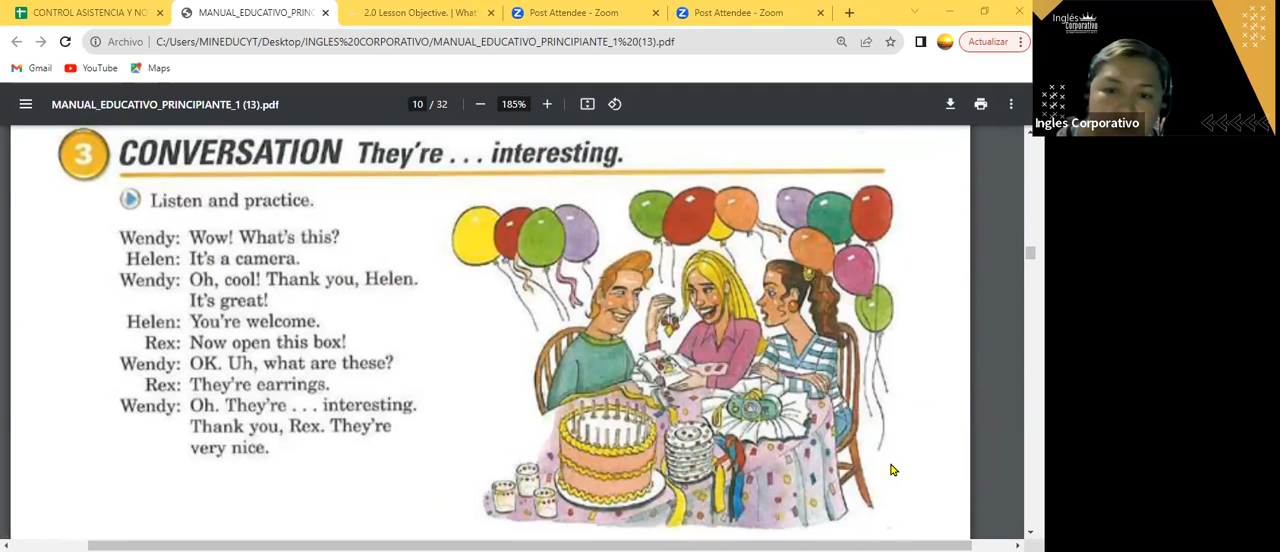 CONTROL ASISTENCIA Y NO
MANUAL_EDUCATIVO_PRINC
2.0 Lesson Objective. | What'
Post Attendee - Zoom
Post Attendee - Zoom
Archivo
C:/Users/MINEDUCYT/Desktop/INGLES%20CORPORATIVO/MANUAL_EDUCATIVO_PRINCIPIANTE_1%20(13).pdf
Actualizar
Gmail
YouTube
Maps
MANUAL_EDUCATIVO_PRINCIPIANTE_1 (13).pdf
10 / 32
185%
Inglés
Corporativo
Ingles Corporativo
3 CONVERSATION They're . . . interesting.
Listen and practice.
Wendy: Wow! What's this?
Helen: It's a camera.
Wendy: Oh, cool! Thank you, Helen.
It's great!
Helen: You're welcome.
Rex: Now open this box!
Wendy: OK. Uh, what are these?
Rex: They're earrings.
Wendy: Oh. They're . . . interesting.
Thank you, Rex. They're
very nice.